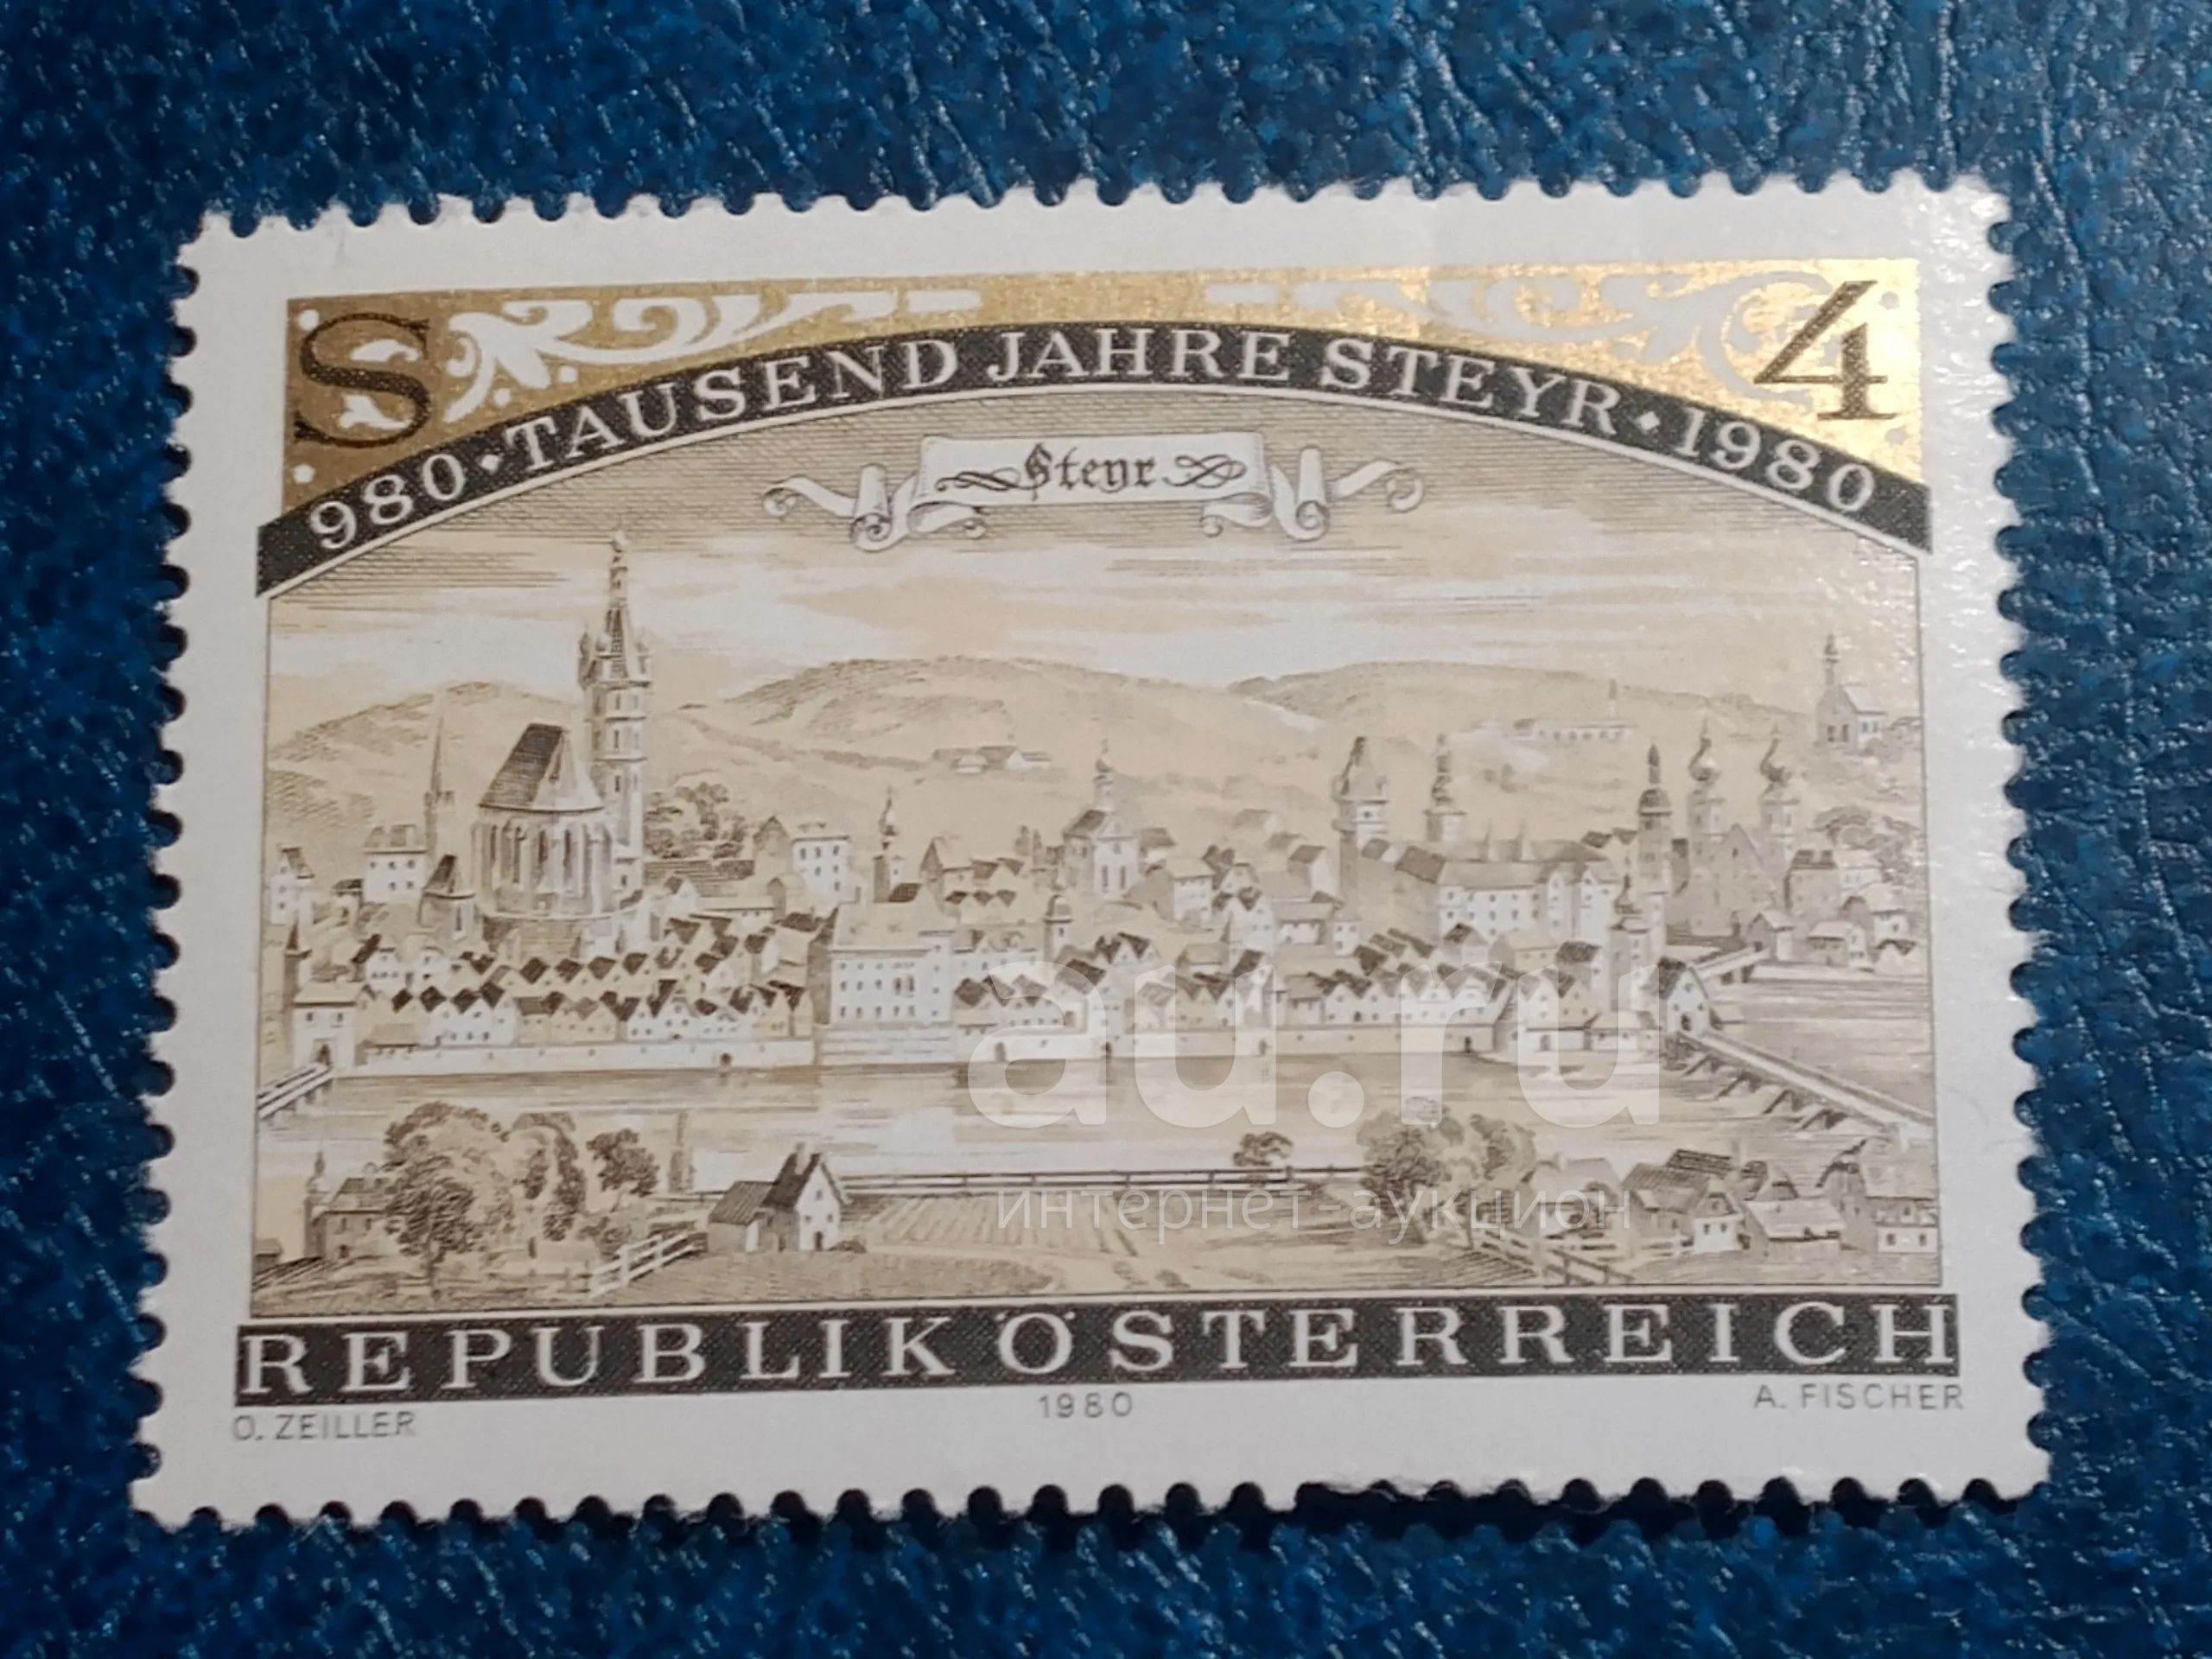 S 4
980 · TAUSEND JAHRE STEYR · 1980
Steyr
au.ru
интернет-аукцион
REPUBLIK ÖSTERREICH
O. ZEILLER 1980 A. FISCHER